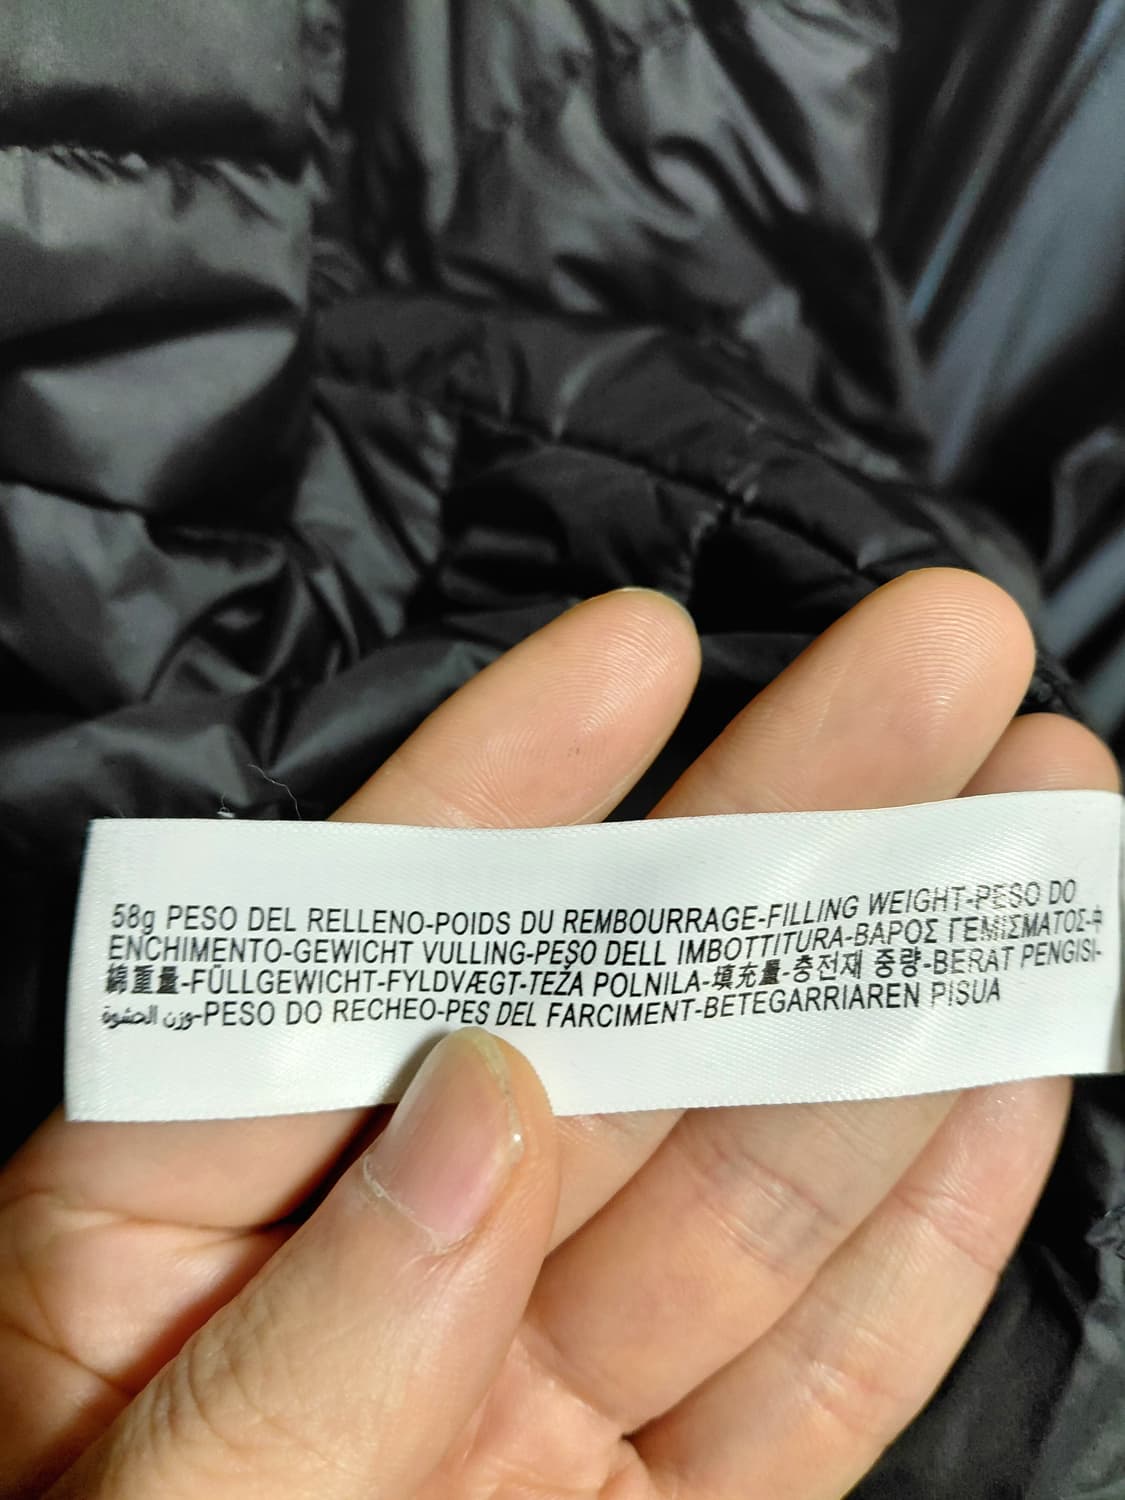 58g PESO DEL RELLENO-POIDS DU REMBOURRAGE-FILLING WEIGHT-PESO DO
ENCHIMENTO-GEWICHT VULLING-PESO DELL IMBOTTITURA-ΒΑΡΟΣ ΓΕΜΙΣΜΑΤΟΣ-中
綿重量-FÜLLGEWICHT-FYLDVÆGT-TEŽA POLNILA-填充量-충전재 중량-BERAT PENGISI-
وزن الحشوة-PESO DO RECHEO-PES DEL FARCIMENT-BETEGARRIAREN PISUA